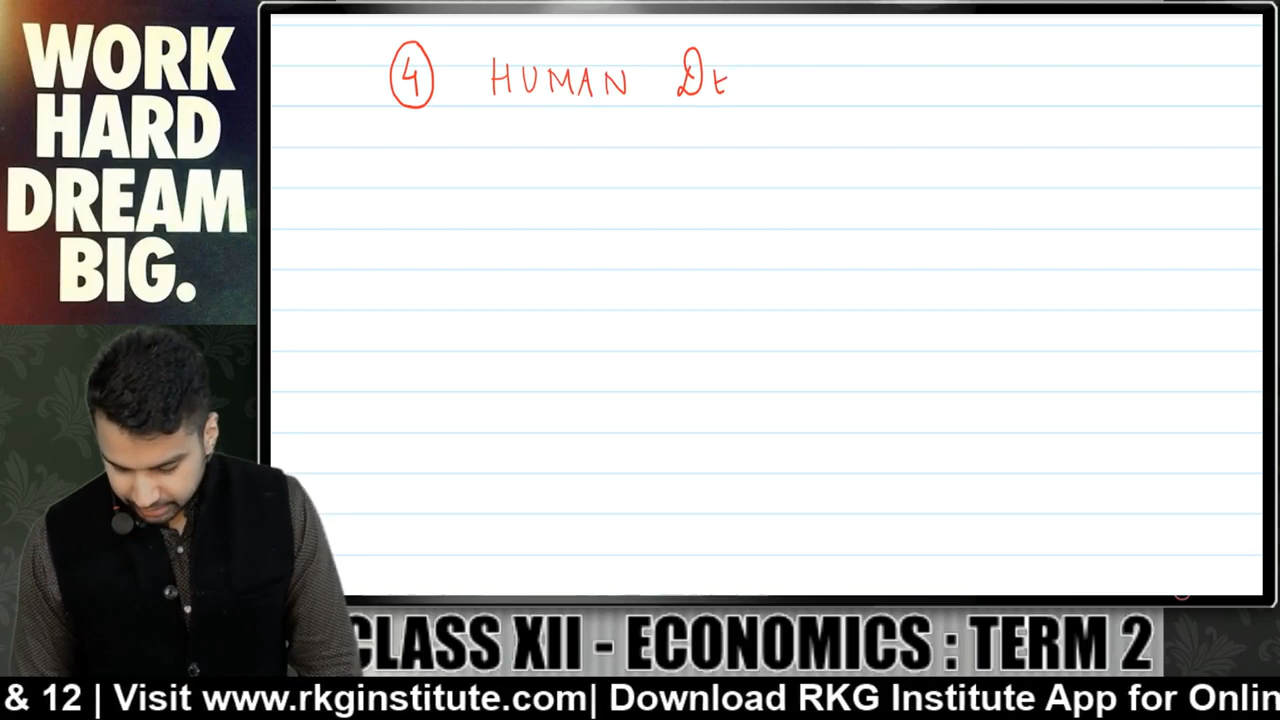 WORK
HARD
DREAM
BIG.
4 HUMAN De
CLASS XII - ECONOMICS : TERM 2
& 12 | Visit www.rkginstitute.com| Download RKG Institute App for Onlin